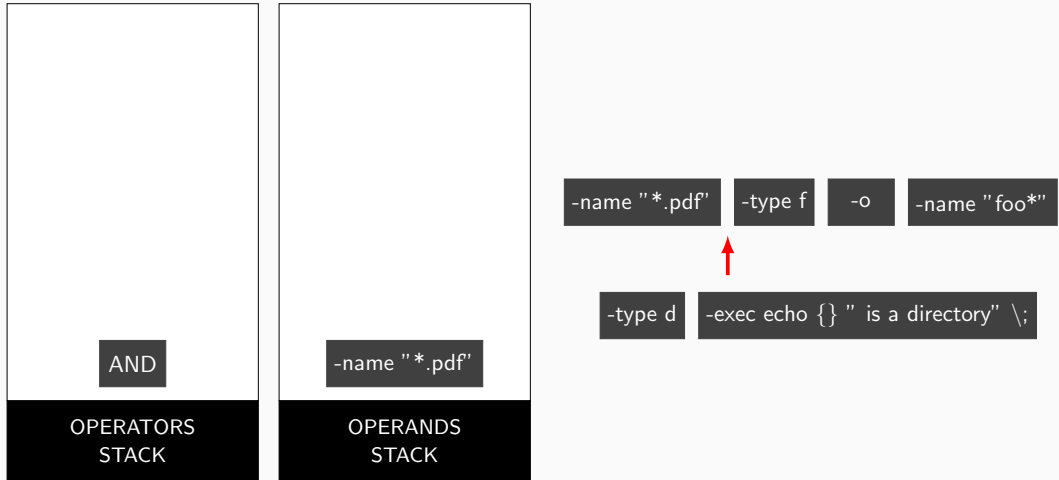 AND
OPERATORS
STACK
-name "*.pdf"
OPERANDS
STACK
-name "*.pdf" -type f -o -name "foo*"
-type d -exec echo {} " is a directory" \;